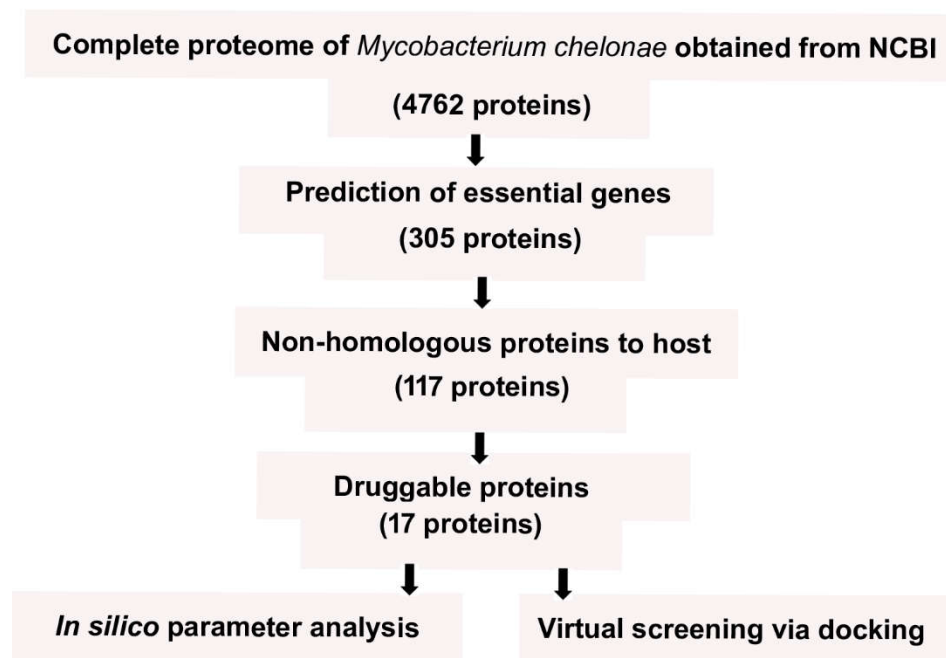 Complete proteome of Mycobacterium chelonae obtained from NCBI
(4762 proteins)
Prediction of essential genes
(305 proteins)
Non-homologous proteins to host
(117 proteins)
Druggable proteins
(17 proteins)
In silico parameter analysis
Virtual screening via docking